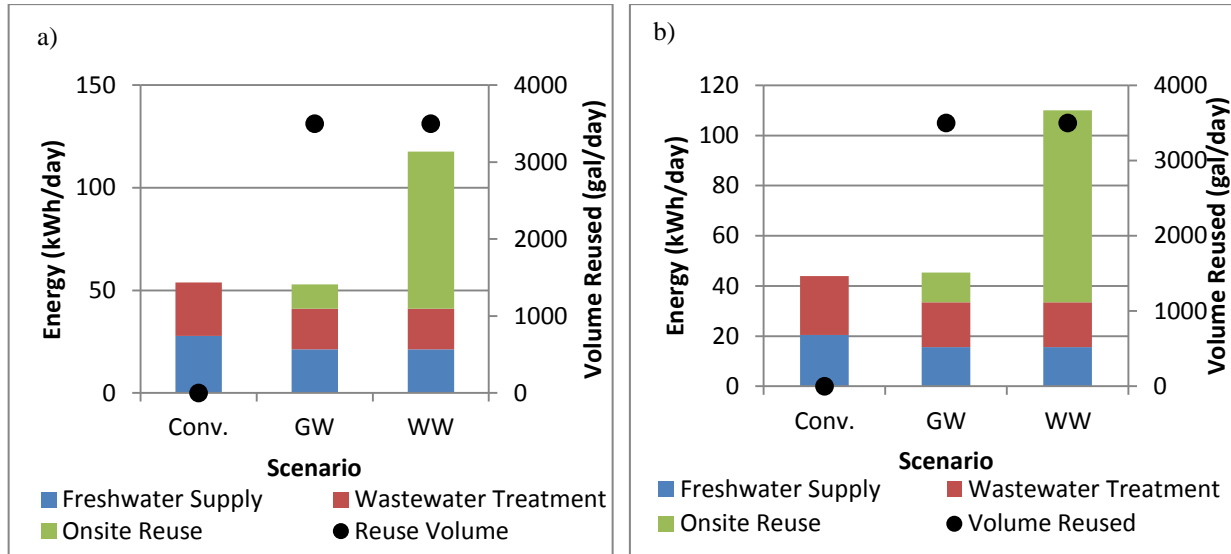 a)
150
100
50
0
4000
3000
2000
1000
0
Energy (kWh/day)
Volume Reused (gal/day)
Conv. GW WW
Scenario
Freshwater Supply Wastewater Treatment
Onsite Reuse Reuse Volume
b)
120
100
80
60
40
20
0
4000
3000
2000
1000
0
Energy (kWh/day)
Volume Reused (gal/day)
Conv. GW WW
Scenario
Freshwater Supply Wastewater Treatment
Onsite Reuse Volume Reused